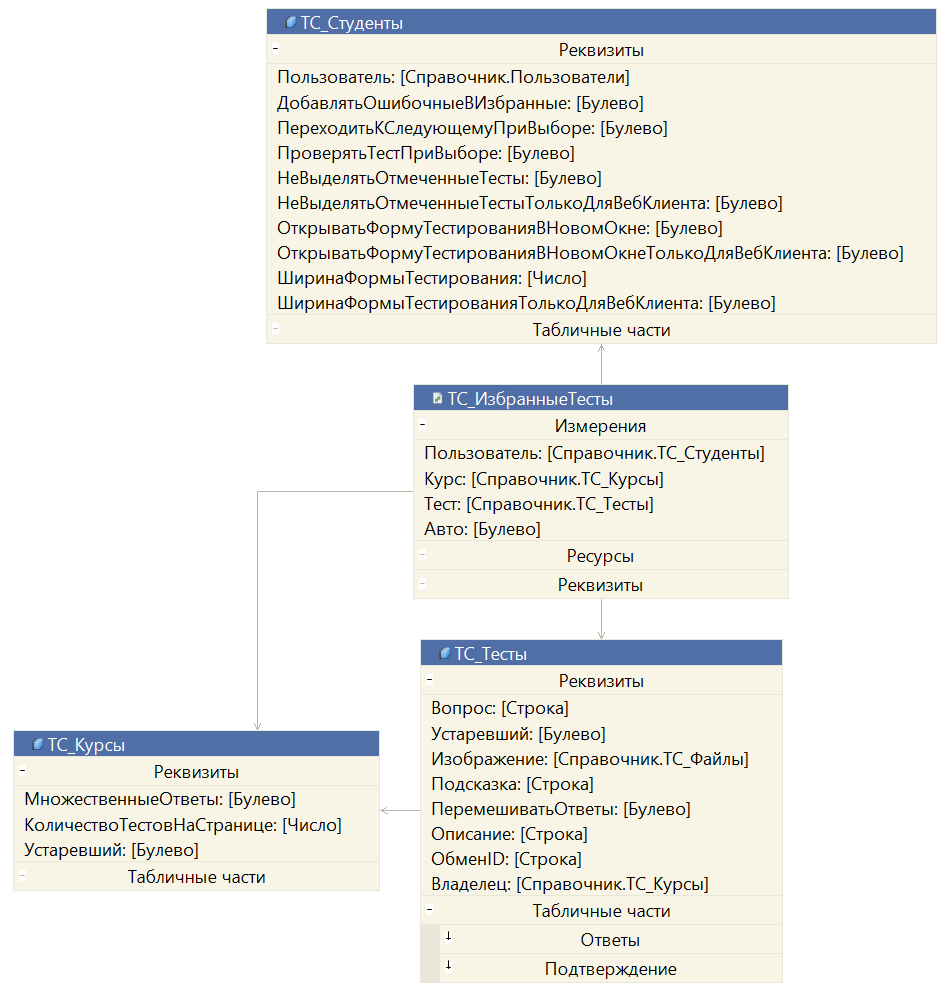 ТС_Студенты
Реквизиты
Пользователь: [Справочник.Пользователи]
ДобавлятьОшибочныеВИзбранные: [Булево]
ПереходитьКСледующемуПриВыборе: [Булево]
ПроверятьТестПриВыборе: [Булево]
НеВыделятьОтмеченныеТесты: [Булево]
НеВыделятьОтмеченныеТестыТолькоДляВебКлиента: [Булево]
ОткрыватьФормуТестированияВНовомОкне: [Булево]
ОткрыватьФормуТестированияВНовомОкнеТолькоДляВебКлиента: [Булево]
ШиринаФормыТестирования: [Число]
ШиринаФормыТестированияТолькоДляВебКлиента: [Булево]
Табличные части
ТС_ИзбранныеТесты
Измерения
Пользователь: [Справочник.ТС_Студенты]
Курс: [Справочник.ТС_Курсы]
Тест: [Справочник.ТС_Тесты]
Авто: [Булево]
Ресурсы
Реквизиты
ТС_Тесты
Реквизиты
Вопрос: [Строка]
Устаревший: [Булево]
Изображение: [Справочник.ТС_Файлы]
Подсказка: [Строка]
ПеремешиватьОтветы: [Булево]
Описание: [Строка]
ОбменID: [Строка]
Владелец: [Справочник.ТС_Курсы]
Табличные части
Ответы
Подтверждение
ТС_Курсы
Реквизиты
МножественныеОтветы: [Булево]
КоличествоТестовНаСтранице: [Число]
Устаревший: [Булево]
Табличные части